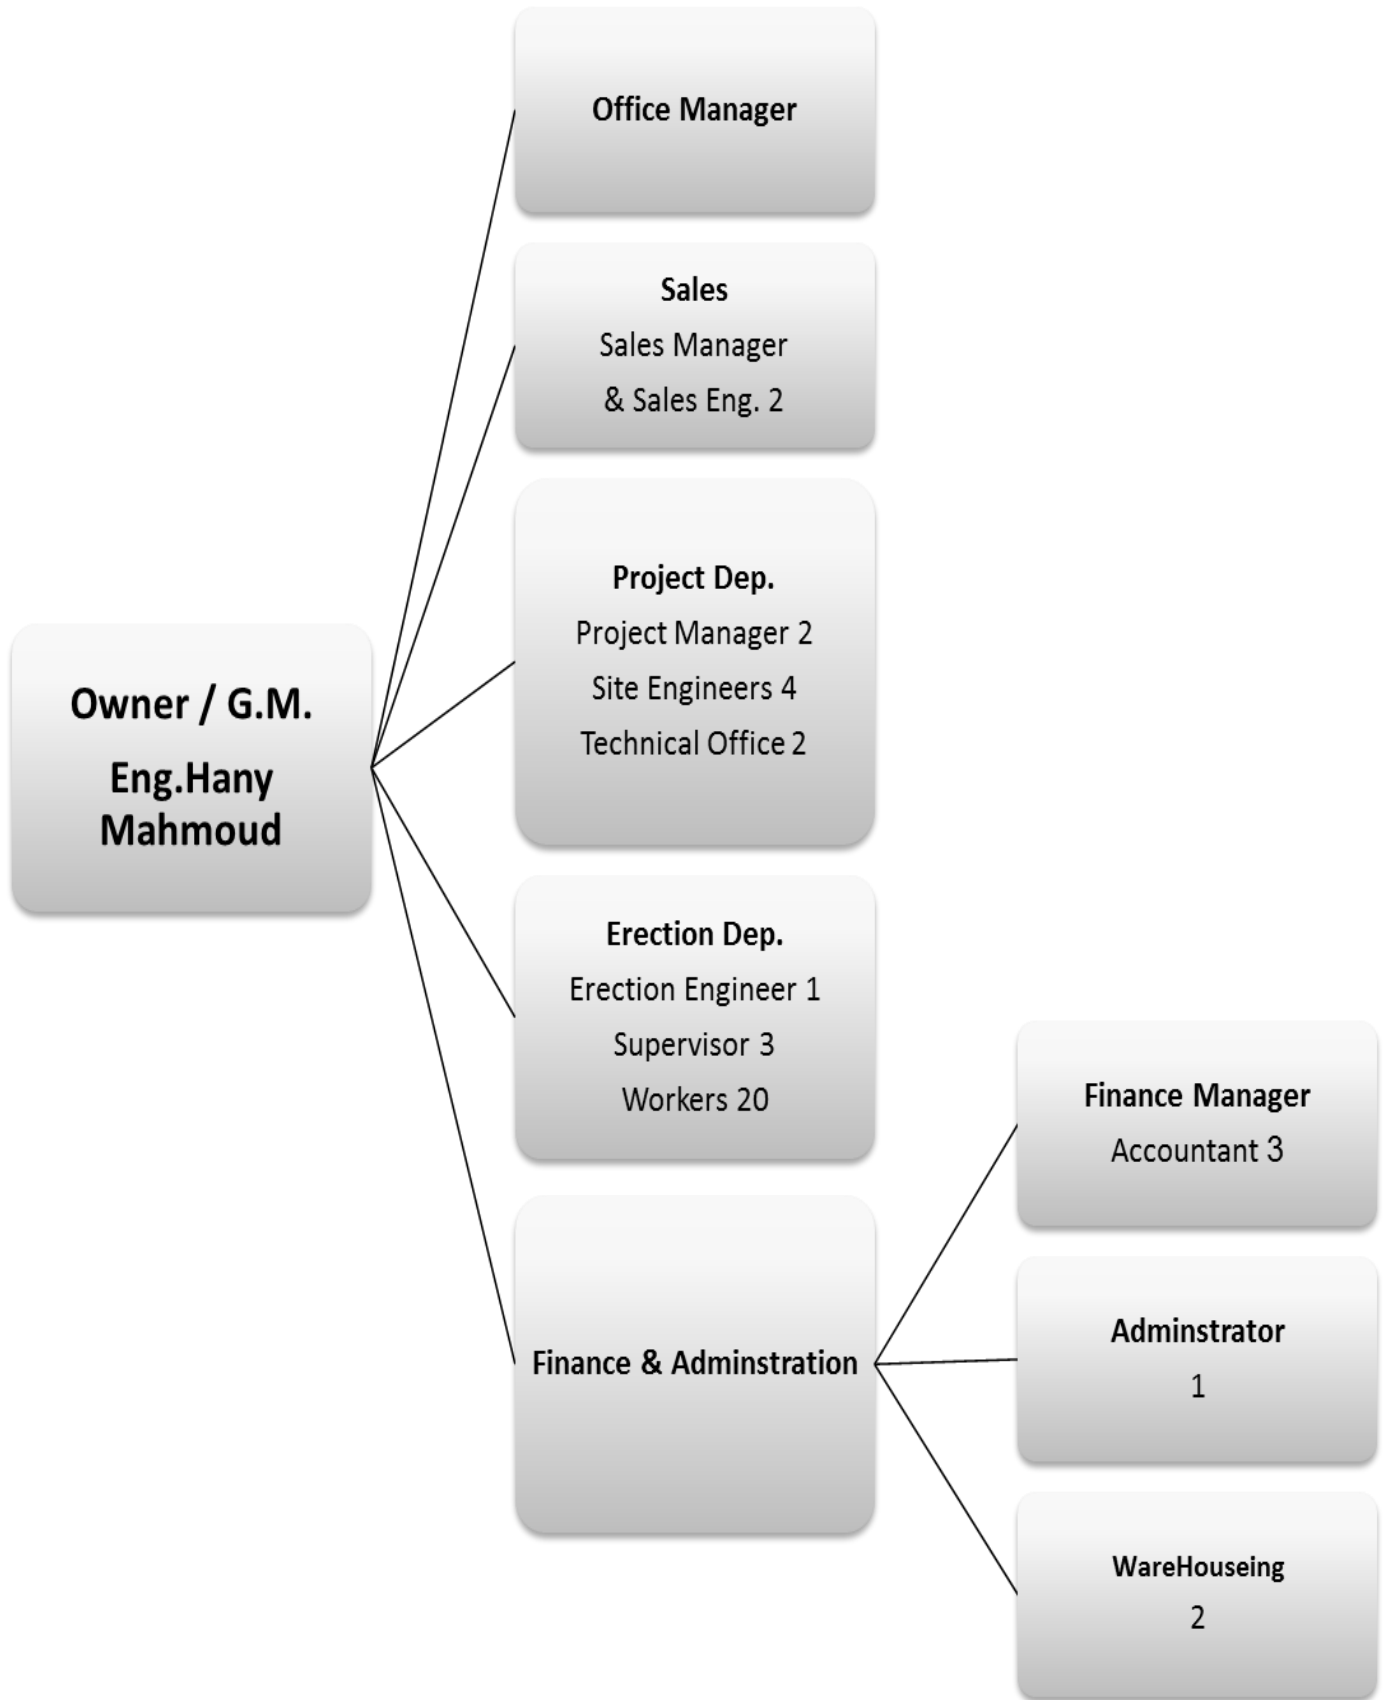 Owner / G.M.
Eng.Hany
Mahmoud
Office Manager
Sales
Sales Manager
& Sales Eng. 2
Project Dep.
Project Manager 2
Site Engineers 4
Technical Office 2
Erection Dep.
Erection Engineer 1
Supervisor 3
Workers 20
Finance & Adminstration
Finance Manager
Accountant 3
Adminstrator
1
WareHouseing
2